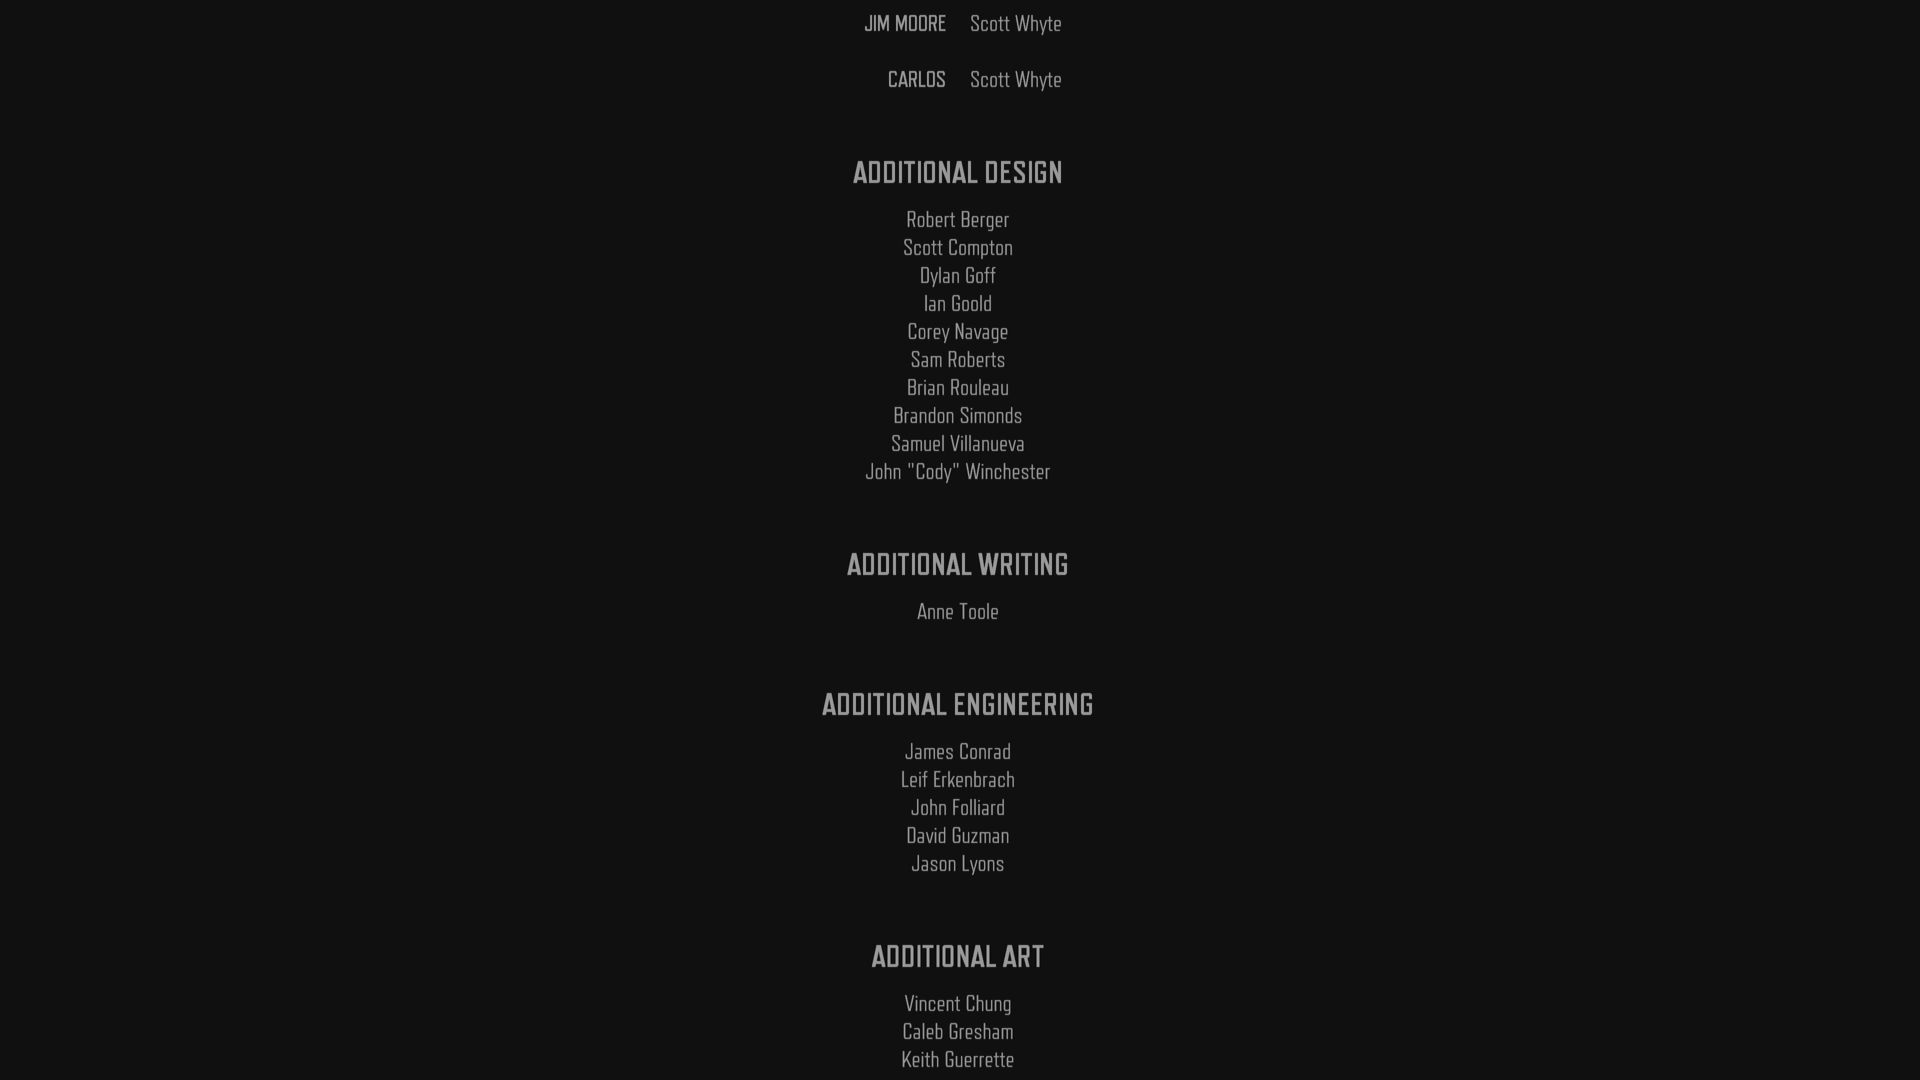 JIM MOORE Scott Whyte
CARLOS Scott Whyte
ADDITIONAL DESIGN
Robert Berger
Scott Compton
Dylan Goff
Ian Goold
Corey Navage
Sam Roberts
Brian Rouleau
Brandon Simonds
Samuel Villanueva
John "Cody" Winchester
ADDITIONAL WRITING
Anne Toole
ADDITIONAL ENGINEERING
James Conrad
Leif Erkenbrach
John Folliard
David Guzman
Jason Lyons
ADDITIONAL ART
Vincent Chung
Caleb Gresham
Keith Guerrette